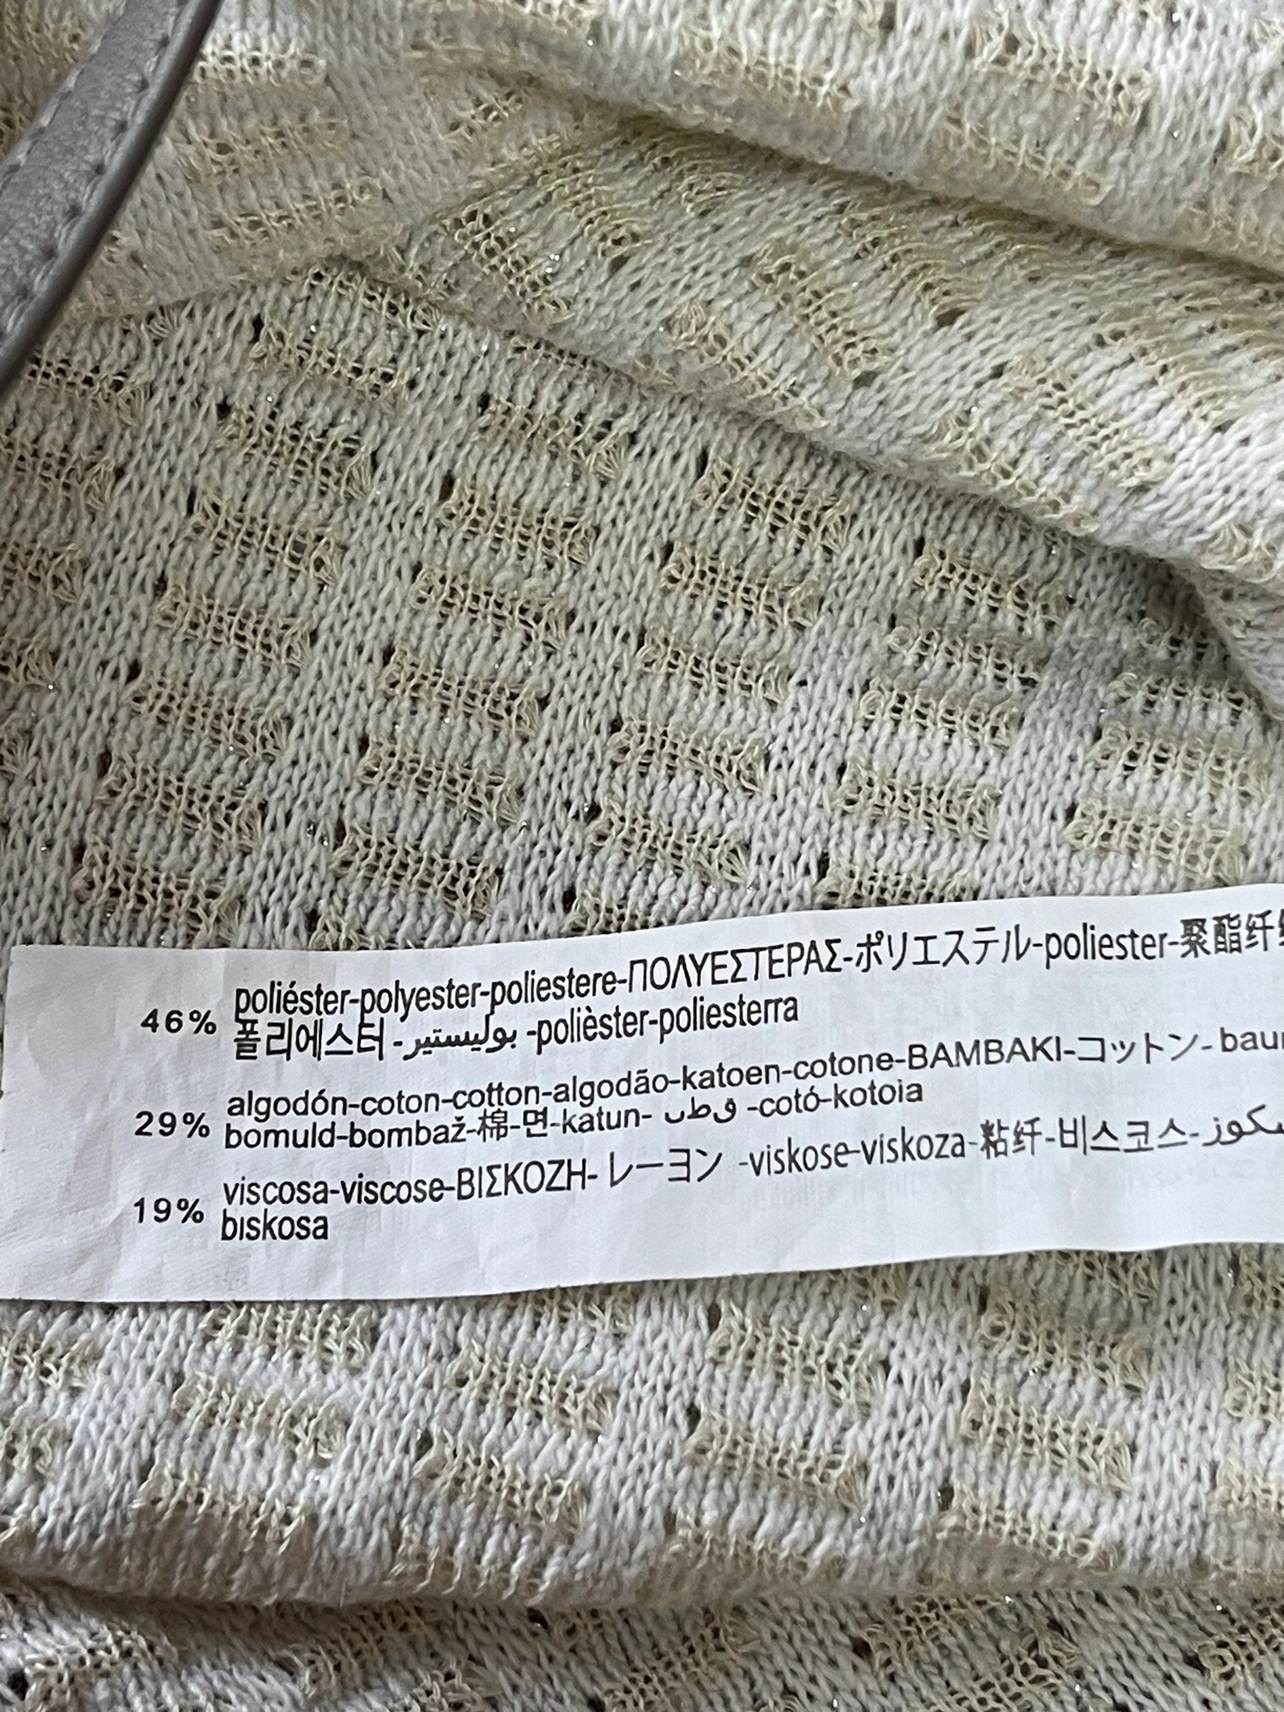 46% poliéster-polyester-poliestere-ΠΟΛΥΕΣΤΕΡΑΣ-ポリエステル-poliester-聚酯纤
폴리에스터-بوليستير -polièster-poliesterra
29% algodón-coton-cotton-algodão-katoen-cotone-BAMBAKI-コットン-
bomuld-bombaž-棉-면-katun- قطن -cotó-kotoia
19% viscosa-viscose-ΒΙΣΚΟΖΗ-レーヨン -viskose-viskoza-粘纤-비스코스-
biskosa